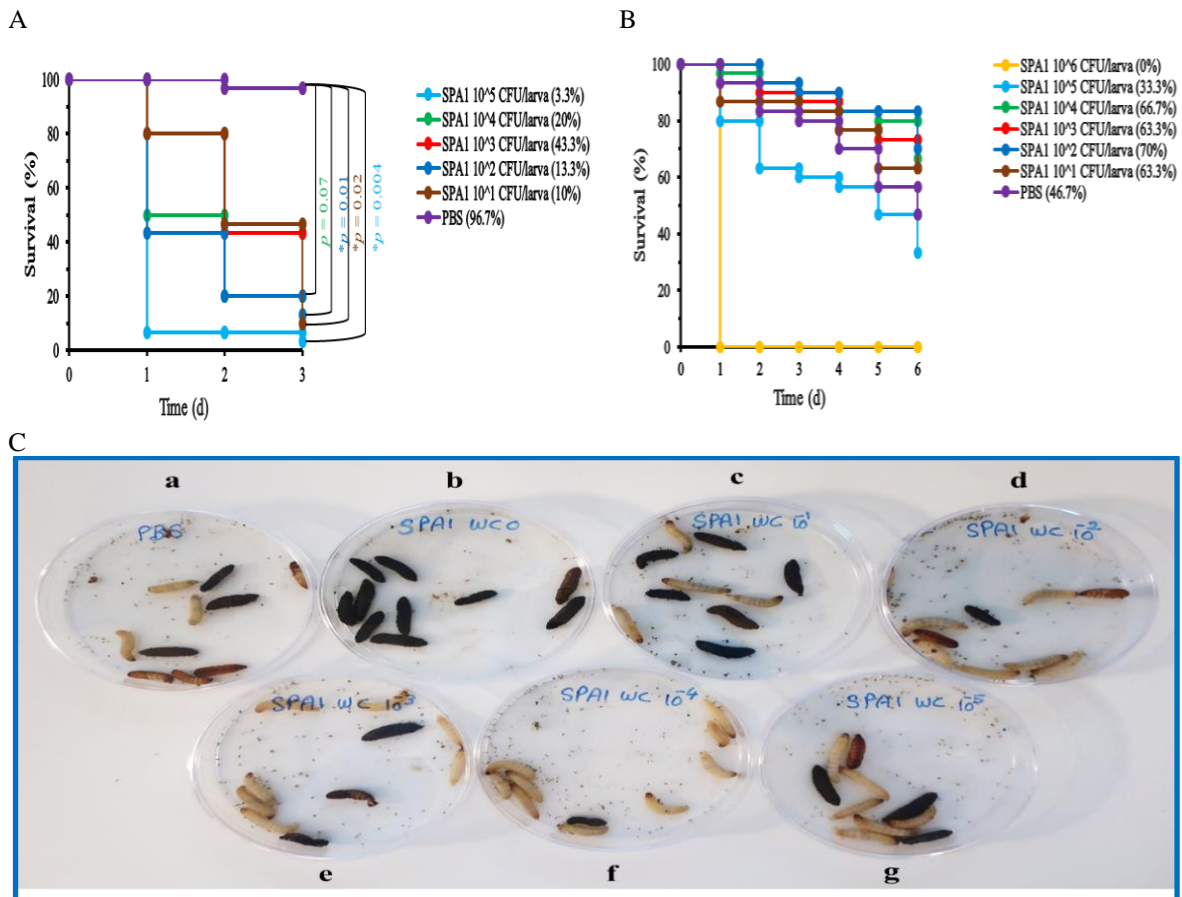 A
B
100
80
60
40
20
0
Survival (%)
0 1 2 3
Time (d)
p = 0.07
*p = 0.01
*p = 0.02
*p = 0.004
SPA1 10^5 CFU/larva (3.3%)
SPA1 10^4 CFU/larva (20%)
SPA1 10^3 CFU/larva (43.3%)
SPA1 10^2 CFU/larva (13.3%)
SPA1 10^1 CFU/larva (10%)
PBS (96.7%)
100
80
60
40
20
0
Survival (%)
0 1 2 3 4 5 6
Time (d)
SPA1 10^6 CFU/larva (0%)
SPA1 10^5 CFU/larva (33.3%)
SPA1 10^4 CFU/larva (66.7%)
SPA1 10^3 CFU/larva (63.3%)
SPA1 10^2 CFU/larva (70%)
SPA1 10^1 CFU/larva (63.3%)
PBS (46.7%)
C
a b c d
PBS
SPA1 WC 0
SPA1 WC 10⁻¹
SPA1 WC 10⁻²
SPA1 WC 10⁻³
SPA1 WC 10⁻⁴
SPA1 WC 10⁻⁵
e f g